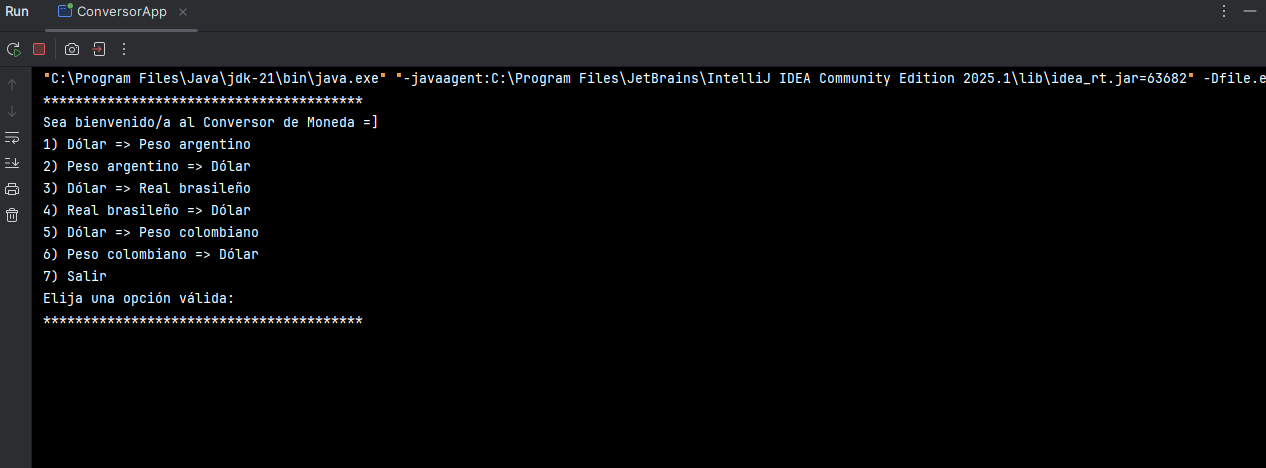 Run ConversorApp
"C:\Program Files\Java\jdk-21\bin\java.exe" "-javaagent:C:\Program Files\JetBrains\IntelliJ IDEA Community Edition 2025.1\lib\idea_rt.jar=63682" -Dfile.e
****************************************
Sea bienvenido/a al Conversor de Moneda =]
1) Dólar => Peso argentino
2) Peso argentino => Dólar
3) Dólar => Real brasileño
4) Real brasileño => Dólar
5) Dólar => Peso colombiano
6) Peso colombiano => Dólar
7) Salir
Elija una opción válida:
****************************************